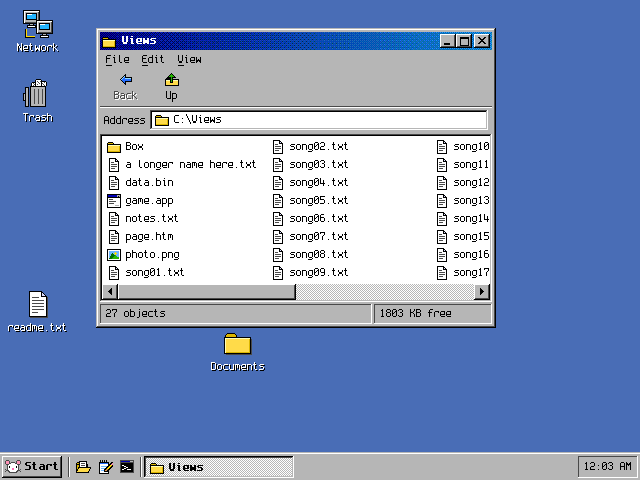 Network
Trash
readme.txt
Documents
Views
File Edit View
Back Up
Address C:\Views
Box
a longer name here.txt
data.bin
game.app
notes.txt
page.htm
photo.png
song01.txt
song02.txt
song03.txt
song04.txt
song05.txt
song06.txt
song07.txt
song08.txt
song09.txt
song10
song11
song12
song13
song14
song15
song16
song17
27 objects
1803 KB free
Start
Views
12:03 AM